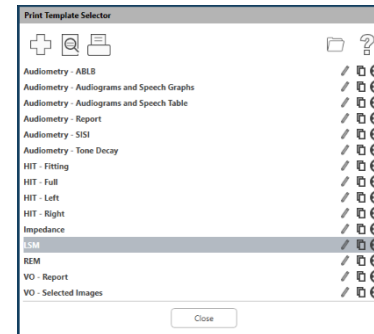 Print Template Selector
Audiometry - ABLB
Audiometry - Audiograms and Speech Graphs
Audiometry - Audiograms and Speech Table
Audiometry - Report
Audiometry - SISI
Audiometry - Tone Decay
HIT - Fitting
HIT - Full
HIT - Left
HIT - Right
Impedance
LSM
REM
VO - Report
VO - Selected Images
Close